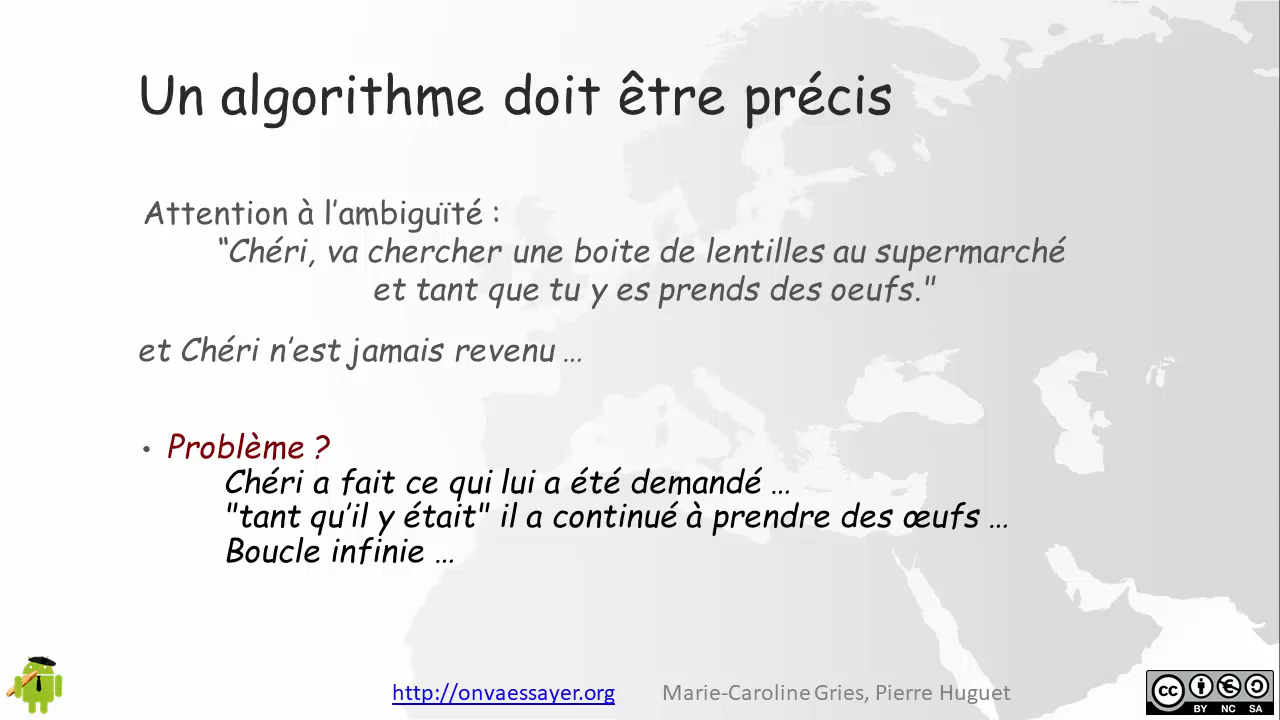 Un algorithme doit être précis
Attention à l’ambiguïté :
“Chéri, va chercher une boite de lentilles au supermarché
et tant que tu y es prends des oeufs."
et Chéri n’est jamais revenu …
• Problème ?
Chéri a fait ce qui lui a été demandé …
"tant qu’il y était" il a continué à prendre des œufs …
Boucle infinie …
http://onvaessayer.org Marie-Caroline Gries, Pierre Huguet
cc
BY NC SA